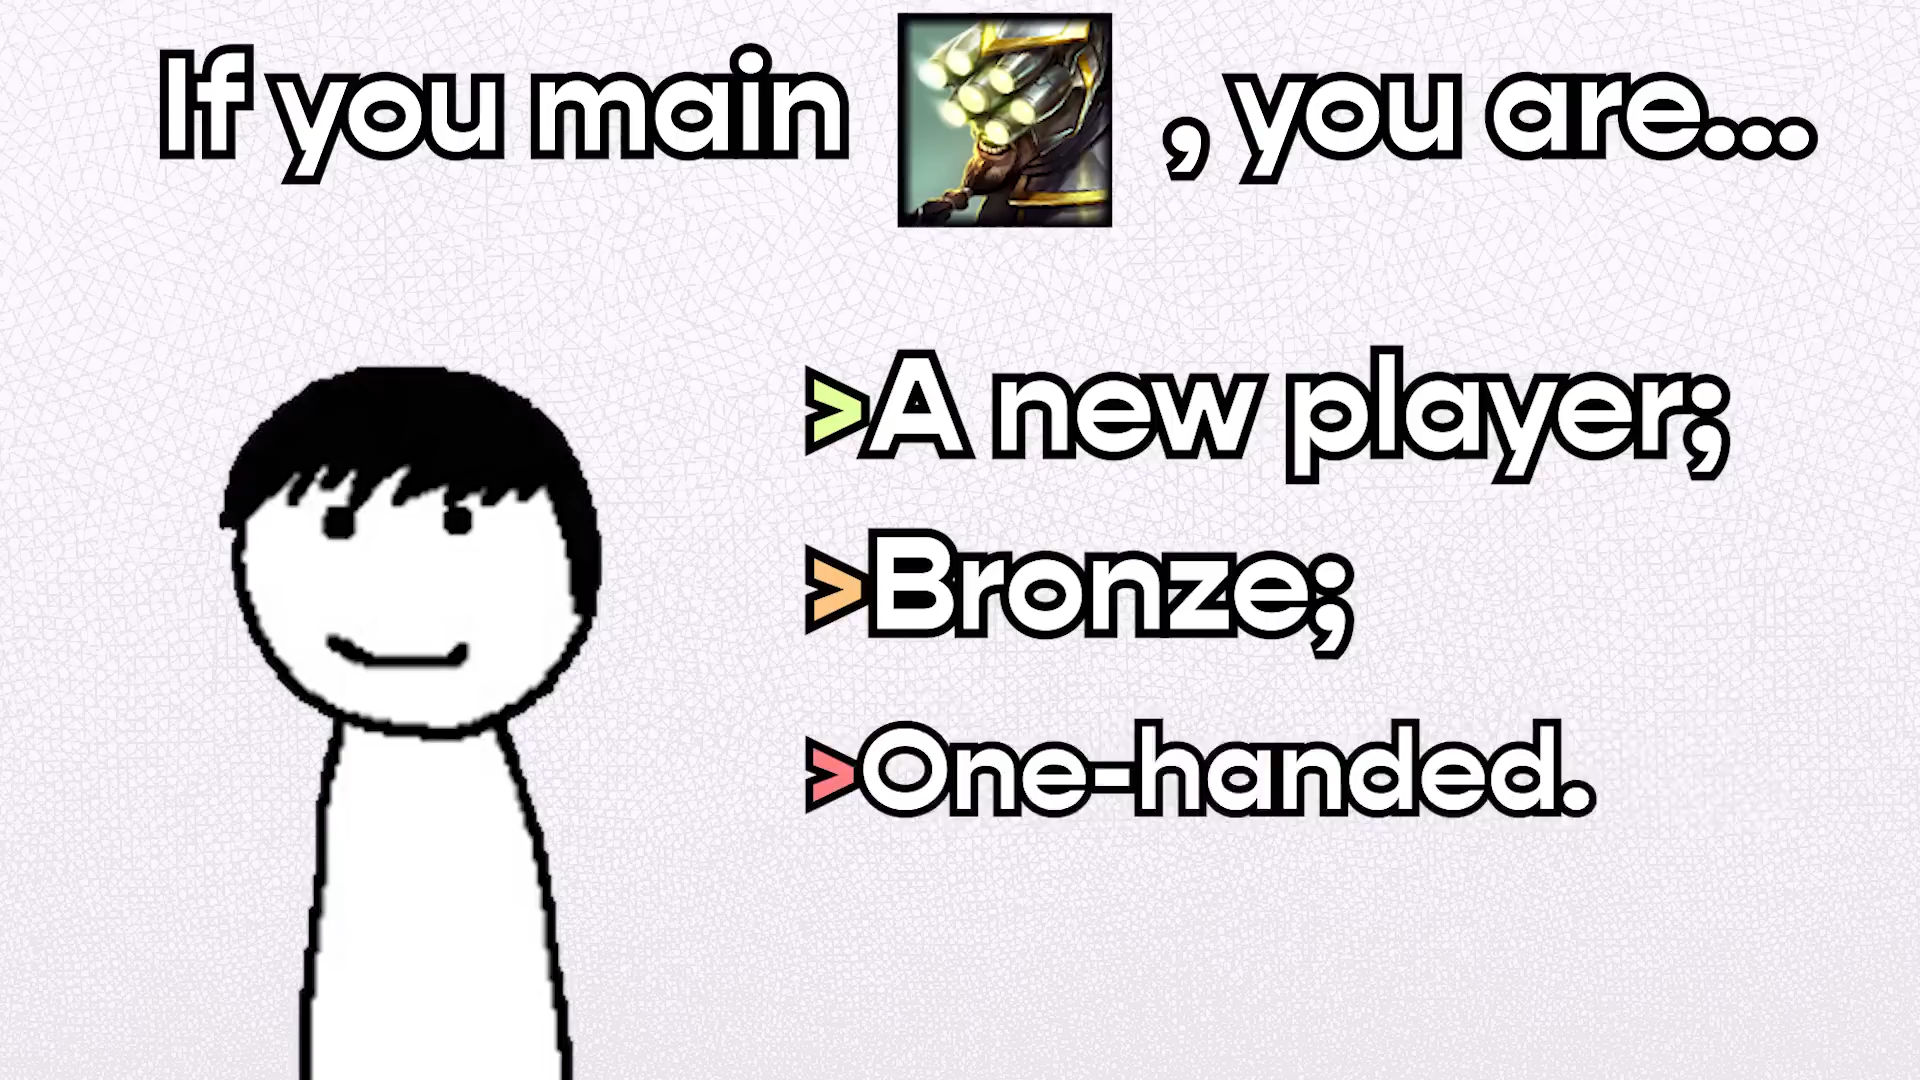 If you main , you are...
>A new player;
>Bronze;
>One-handed.